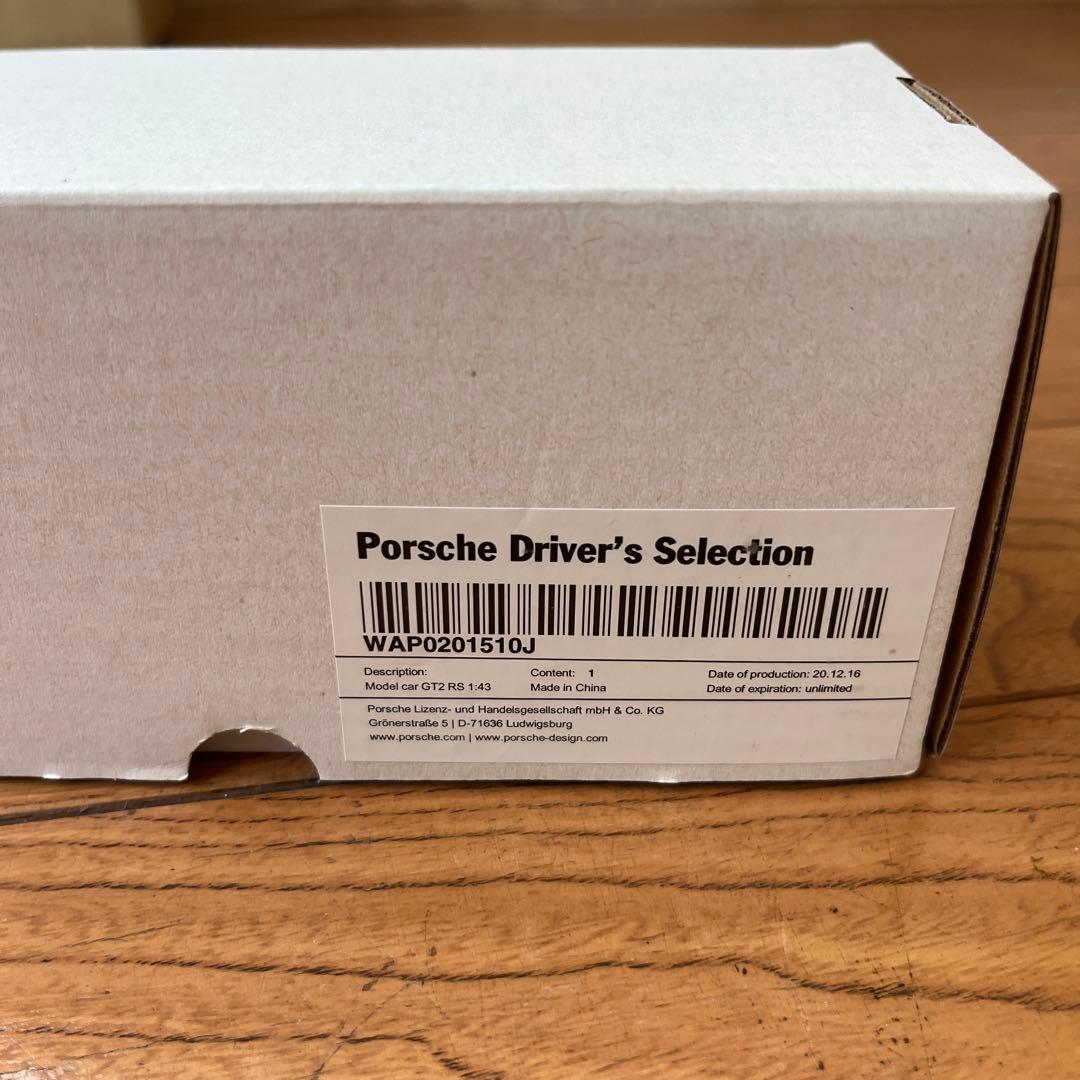 Porsche Driver's Selection
WAP0201510J
Description:
Model car GT2 RS 1:43
Content: 1
Made in China
Date of production: 20.12.16
Date of expiration: unlimited
Porsche Lizenz- und Handelsgesellschaft mbH & Co. KG
Grönerstraße 5 | D-71636 Ludwigsburg
www.porsche.com | www.porsche-design.com